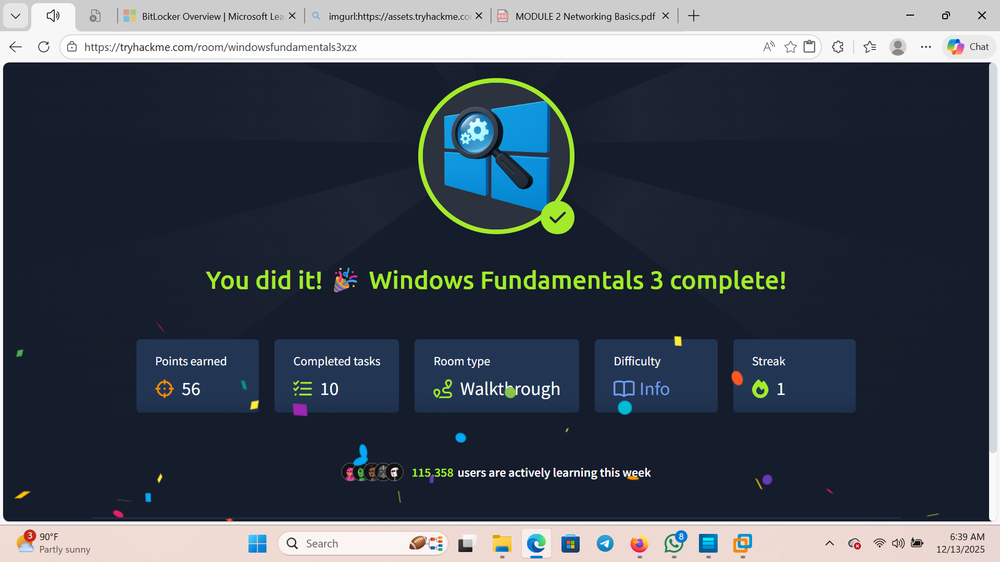 BitLocker Overview | Microsoft Lea
imgurl:https://assets.tryhackme.co
PDF
MODULE 2 Networking Basics.pdf
https://tryhackme.com/room/windowsfundamentals3xzx
Chat
You did it! 🎉 Windows Fundamentals 3 complete!
Points earned
56
Completed tasks
10
Room type
Walkthrough
Difficulty
Info
Streak
1
115,358 users are actively learning this week
3
90°F
Partly sunny
Search
8
6:39 AM
12/13/2025